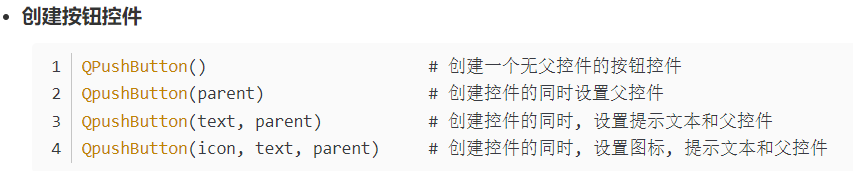 • 创建按钮控件
1 QPushButton() # 创建一个无父控件的按钮控件
2 QpushButton(parent) # 创建控件的同时设置父控件
3 QpushButton(text, parent) # 创建控件的同时, 设置提示文本和父控件
4 QpushButton(icon, text, parent) # 创建控件的同时, 设置图标, 提示文本和父控件